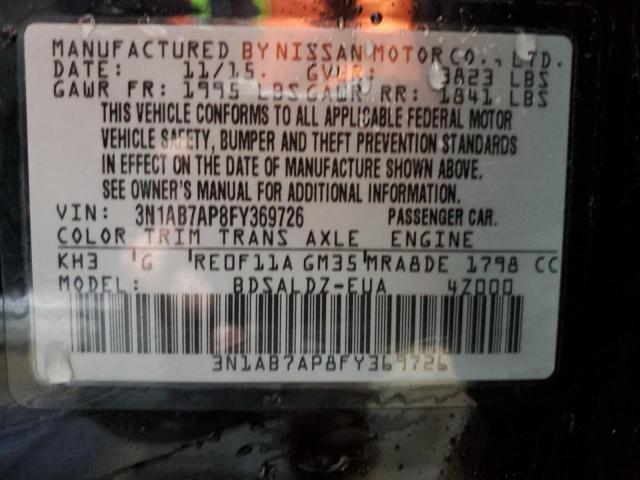 MANUFACTURED BY NISSAN MOTOR CO., LTD.
DATE: 11/15. GVWR: 3823 LBS
GAWR FR: 1995 LBS GAWR RR: 1841 LBS
THIS VEHICLE CONFORMS TO ALL APPLICABLE FEDERAL MOTOR
VEHICLE SAFETY, BUMPER AND THEFT PREVENTION STANDARDS
IN EFFECT ON THE DATE OF MANUFACTURE SHOWN ABOVE.
SEE OWNER'S MANUAL FOR ADDITIONAL INFORMATION.
VIN: 3N1AB7AP8FY369726 PASSENGER CAR.
COLOR TRIM TRANS AXLE ENGINE
KH3 G RE0F11A GM35 MRA8DE 1798 CC
MODEL: BDSALDZ-EUA 4Z000
3N1AB7AP8FY369726